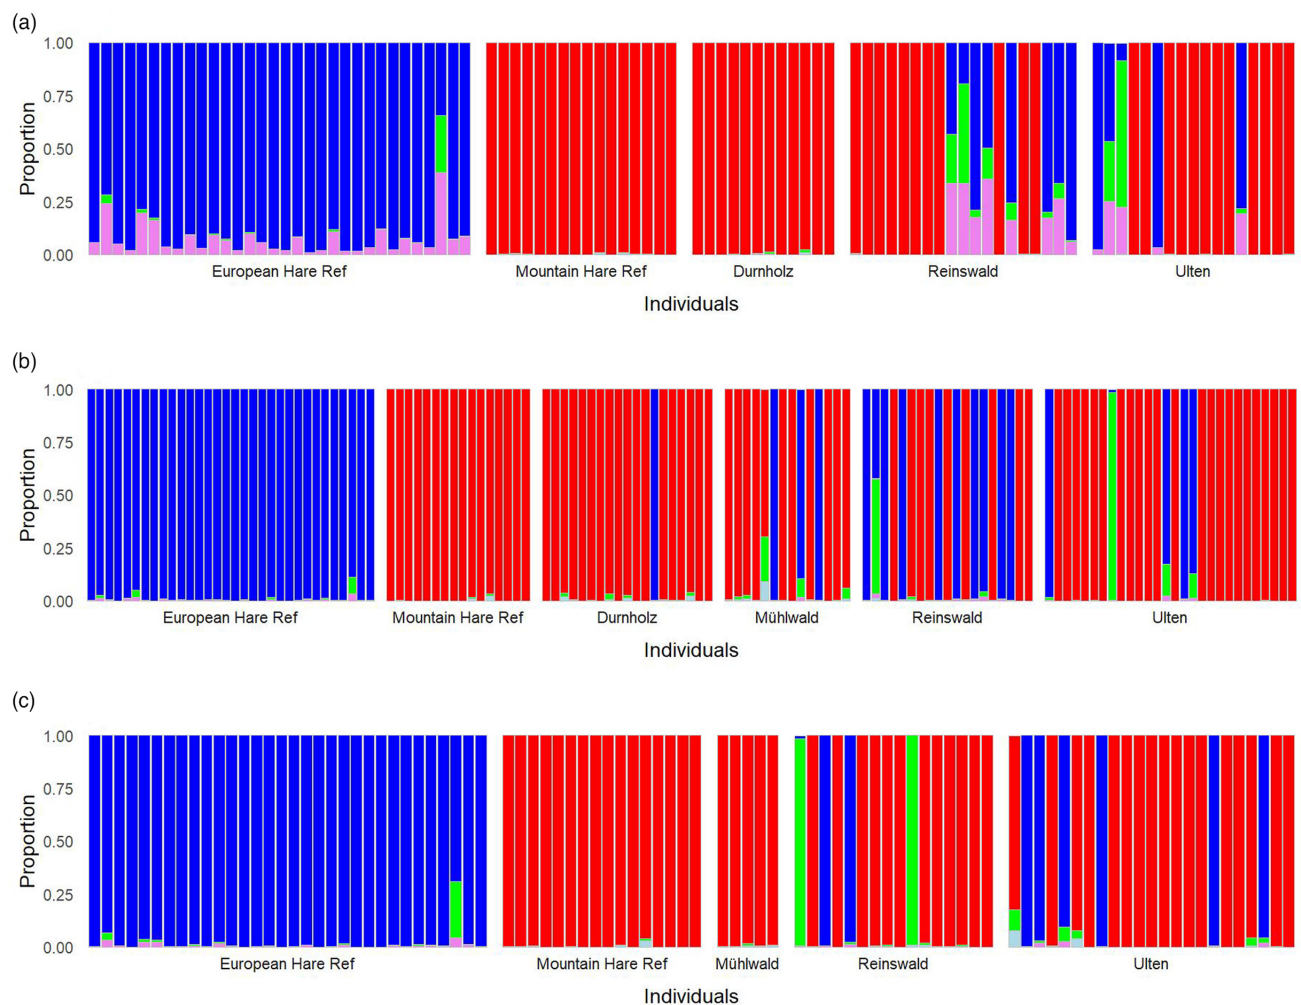 (a)
1.00
0.75
0.50
0.25
0.00
Proportion
European Hare Ref
Mountain Hare Ref
Durnholz
Reinswald
Ulten
Individuals
(b)
1.00
0.75
0.50
0.25
0.00
Proportion
European Hare Ref
Mountain Hare Ref
Durnholz
Mühlwald
Reinswald
Ulten
Individuals
(c)
1.00
0.75
0.50
0.25
0.00
Proportion
European Hare Ref
Mountain Hare Ref
Mühlwald
Reinswald
Ulten
Individuals